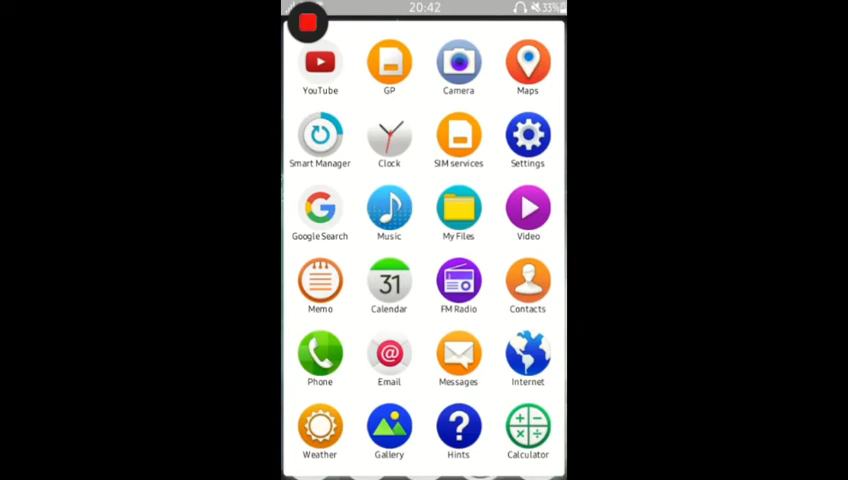 20:42
33%
YouTube
GP
Camera
Maps
Smart Manager
Clock
SIM services
Settings
G
Google Search
Music
My Files
Video
31
Memo
Calendar
FM Radio
Contacts
@
Phone
Email
Messages
Internet
?
+ −
× ÷
Weather
Gallery
Hints
Calculator